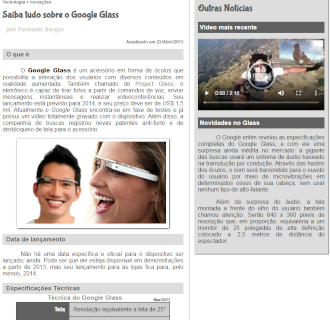 Tecnologia > Inovações
Saiba tudo sobre o Google Glass
por Fernado Sergio
Atualizado em 23/Abril/2013
O que é
O Google Glass é um acessório em forma de óculos que
possibilita a interação dos usuários com diversos conteúdos em
realidade aumentada. Também chamado de Project Glass, o
eletrônico é capaz de tirar fotos a partir de comandos de voz, enviar
mensagens instantâneas e realizar vídeoconferências. Seu
lançamento está previsto para 2014, e seu preço deve ser de US$ 1,5
mil. Atualmente o Google Glass encontra-se em fase de testes e já
possui um vídeo totalmente gravado com o dispositivo. Além disso, a
companhia de buscas registrou novas patentes anti-furto e de
desbloqueio de tela para o acessório.
Data de lançamento
Não há uma data específica e oficial para o dispositivo ser
lançado, ainda. Pode ser que ele esteja disponível em demonstrações
a partir de 2013, mas seu lançamento para as lojas fica para, pelo
menos, 2014.
Especificações Técnicas
Técnica do Google Glass
Mai/2013
Tela
Resolução equivalente a tela de 25"
Outras Notícias
Vídeo mais recente
0:00 / 2:15
Novidades no Glass
O Google enfim revelou as especificações
completas do Google Glass, e com ele uma
surpresa ainda inédita no mercado: a gigante
das buscas usará um sistema de áudio baseado
na transdução por condução. Através das hastes
dos óculos, o som será transmitido para o ouvido
do usuário por meio de microvibrações em
determinados ossos de sua cabeça, sem usar
nenhum tipo de alto-falante.
Além da surpresa do áudio, a tela
montada a frente do olho do usuário também
chamou atenção. Serão 640 x 360 pixels de
resolução que, em proporção, equivaleria a um
monitor de 25 polegadas de alta definição
colocado a 2,5 metros de distância do
espectador